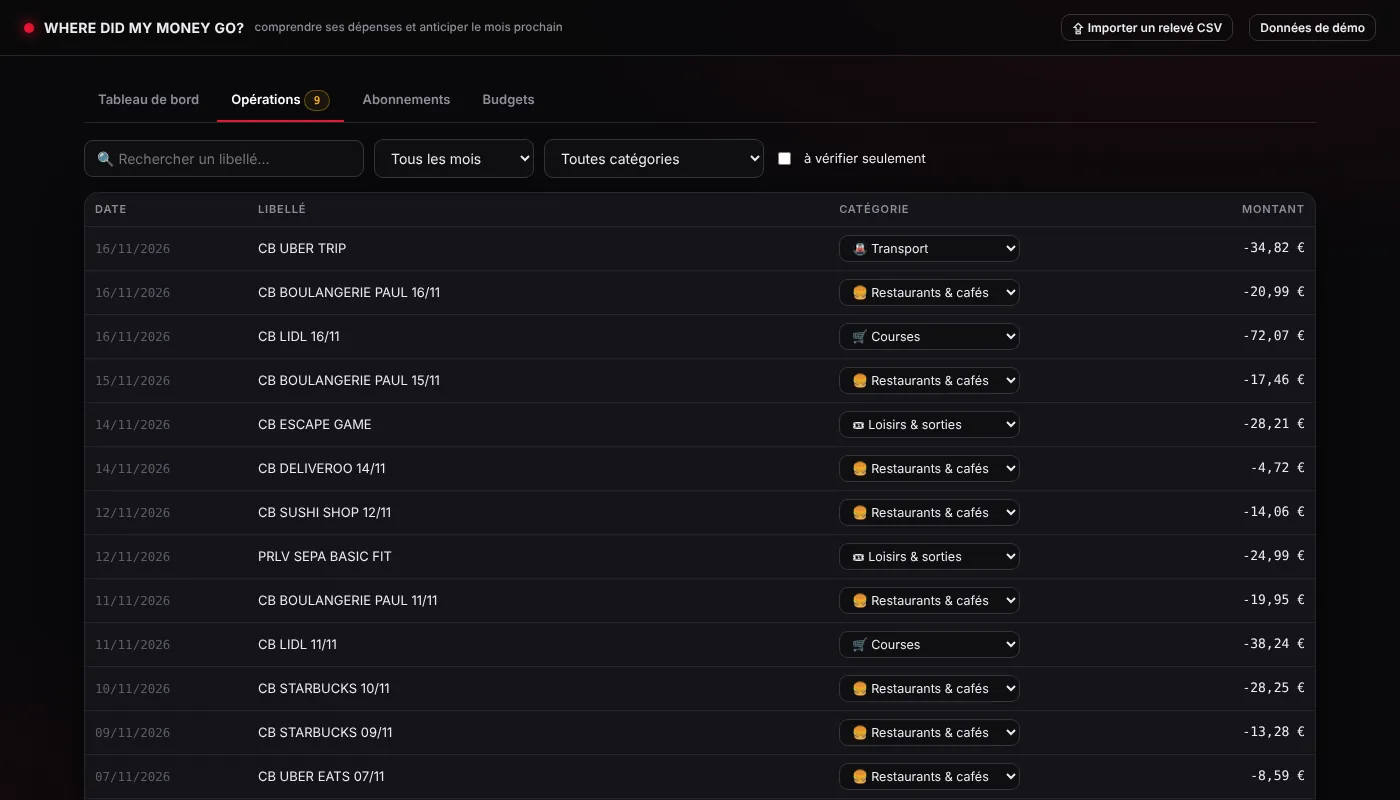 WHERE DID MY MONEY GO? comprendre ses dépenses et anticiper le mois prochain Importer un relevé CSV Données de démo
Tableau de bord Opérations 9 Abonnements Budgets
Rechercher un libellé... Tous les mois Toutes catégories à vérifier seulement
DATE LIBELLÉ CATÉGORIE MONTANT
16/11/2026 CB UBER TRIP Transport -34,82 €
16/11/2026 CB BOULANGERIE PAUL 16/11 Restaurants & cafés -20,99 €
16/11/2026 CB LIDL 16/11 Courses -72,07 €
15/11/2026 CB BOULANGERIE PAUL 15/11 Restaurants & cafés -17,46 €
14/11/2026 CB ESCAPE GAME Loisirs & sorties -28,21 €
14/11/2026 CB DELIVEROO 14/11 Restaurants & cafés -4,72 €
12/11/2026 CB SUSHI SHOP 12/11 Restaurants & cafés -14,06 €
12/11/2026 PRLV SEPA BASIC FIT Loisirs & sorties -24,99 €
11/11/2026 CB BOULANGERIE PAUL 11/11 Restaurants & cafés -19,95 €
11/11/2026 CB LIDL 11/11 Courses -38,24 €
10/11/2026 CB STARBUCKS 10/11 Restaurants & cafés -28,25 €
09/11/2026 CB STARBUCKS 09/11 Restaurants & cafés -13,28 €
07/11/2026 CB UBER EATS 07/11 Restaurants & cafés -8,59 €